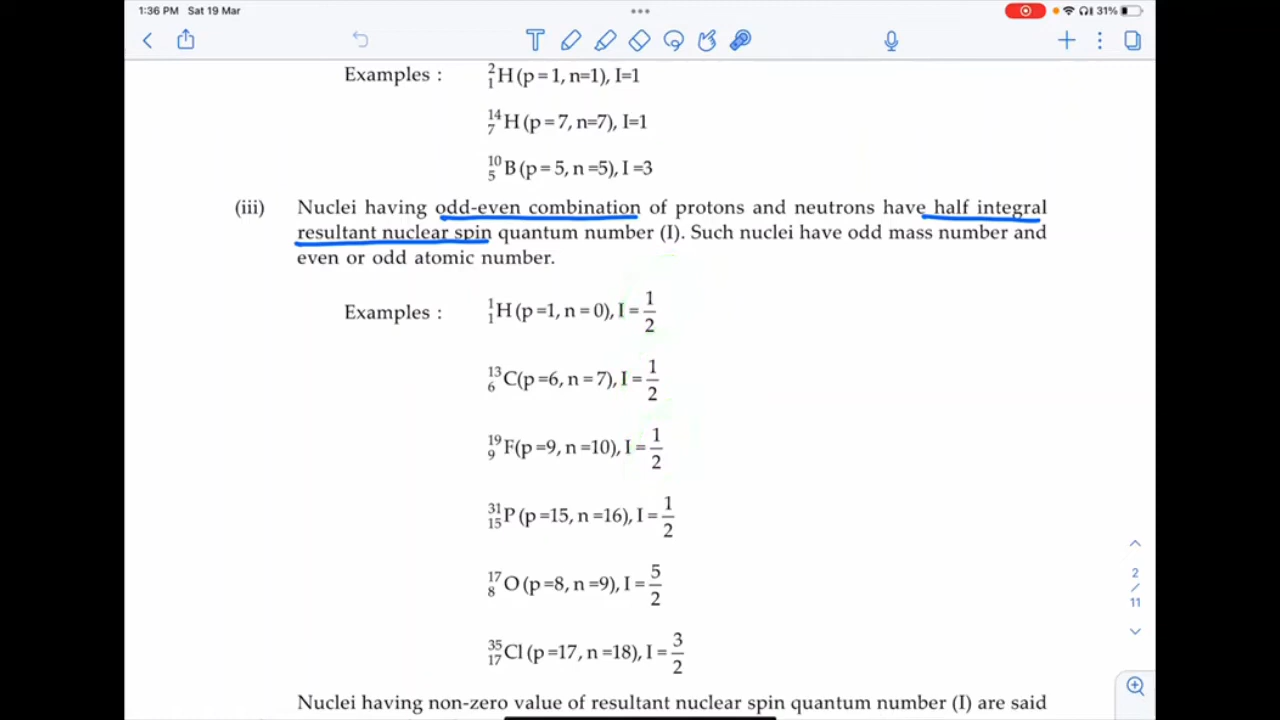 1:36 PM Sat 19 Mar
31%
Examples : ²₁H (p = 1, n=1), I=1
¹⁴₇H (p = 7, n=7), I=1
¹⁰₅B (p = 5, n =5), I =3
(iii) Nuclei having odd-even combination of protons and neutrons have half integral
resultant nuclear spin quantum number (I). Such nuclei have odd mass number and
even or odd atomic number.
Examples : ¹₁H (p =1, n = 0), I = 1/2
¹³₆C(p =6, n = 7), I = 1/2
¹⁹₉F(p =9, n =10), I = 1/2
³¹₁₅P (p =15, n =16), I = 1/2
¹⁷₈O (p =8, n =9), I = 5/2
³⁵₁₇Cl (p =17, n =18), I = 3/2
2
/
11
Nuclei having non-zero value of resultant nuclear spin quantum number (I) are said